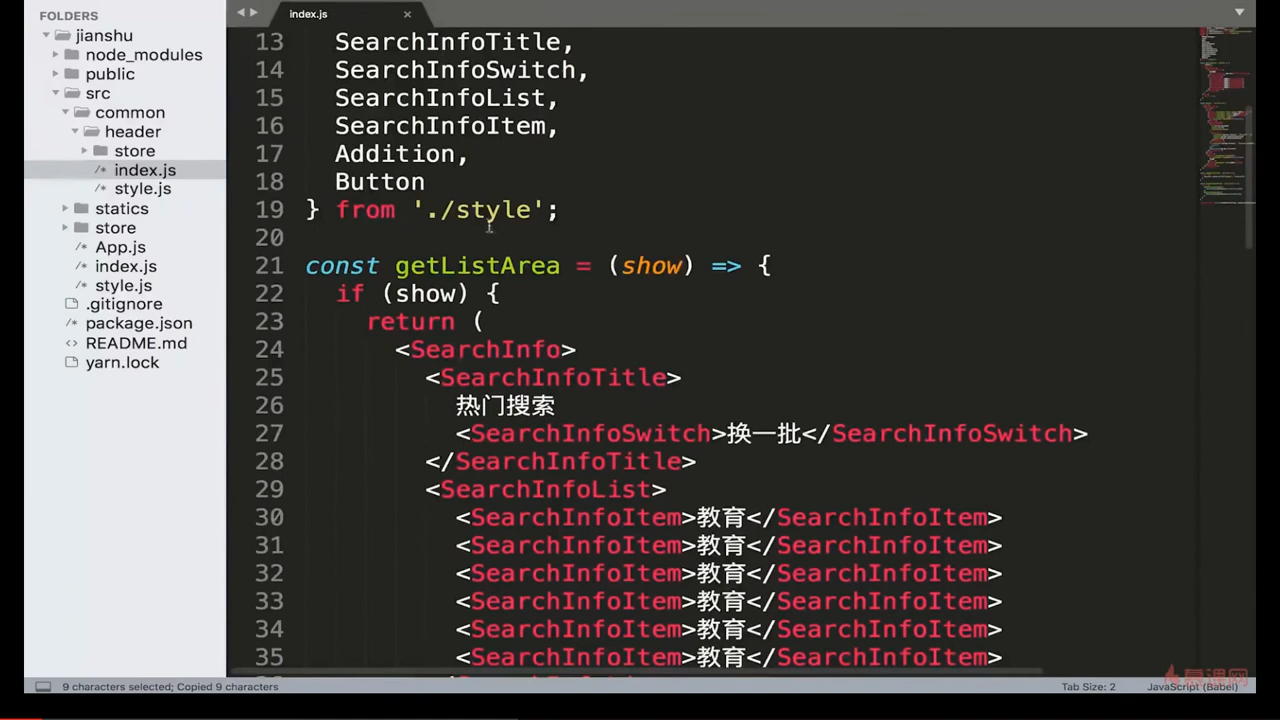 FOLDERS
jianshu
node_modules
public
src
common
header
store
index.js
style.js
statics
store
App.js
index.js
style.js
.gitignore
package.json
README.md
yarn.lock
index.js
13 SearchInfoTitle,
14 SearchInfoSwitch,
15 SearchInfoList,
16 SearchInfoItem,
17 Addition,
18 Button
19 } from './style';
20
21 const getListArea = (show) => {
22 if (show) {
23 return (
24 <SearchInfo>
25 <SearchInfoTitle>
26 热门搜索
27 <SearchInfoSwitch>换一批</SearchInfoSwitch>
28 </SearchInfoTitle>
29 <SearchInfoList>
30 <SearchInfoItem>教育</SearchInfoItem>
31 <SearchInfoItem>教育</SearchInfoItem>
32 <SearchInfoItem>教育</SearchInfoItem>
33 <SearchInfoItem>教育</SearchInfoItem>
34 <SearchInfoItem>教育</SearchInfoItem>
35 <SearchInfoItem>教育</SearchInfoItem>
慕课网
9 characters selected; Copied 9 characters
Tab Size: 2
JavaScript (Babel)